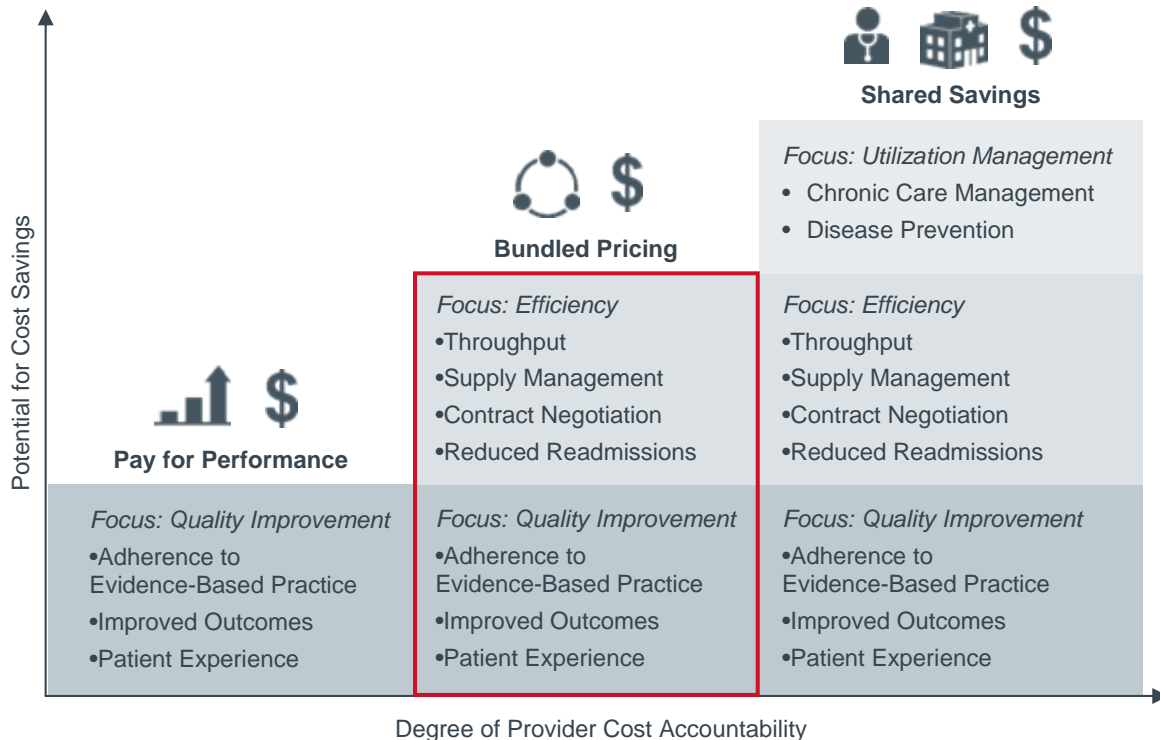 Potential for Cost Savings
Pay for Performance
Focus: Quality Improvement
•Adherence to
Evidence-Based Practice
•Improved Outcomes
•Patient Experience
Bundled Pricing
Focus: Efficiency
•Throughput
•Supply Management
•Contract Negotiation
•Reduced Readmissions
Focus: Quality Improvement
•Adherence to
Evidence-Based Practice
•Improved Outcomes
•Patient Experience
Shared Savings
Focus: Utilization Management
• Chronic Care Management
• Disease Prevention
Focus: Efficiency
•Throughput
•Supply Management
•Contract Negotiation
•Reduced Readmissions
Focus: Quality Improvement
•Adherence to
Evidence-Based Practice
•Improved Outcomes
•Patient Experience
Degree of Provider Cost Accountability